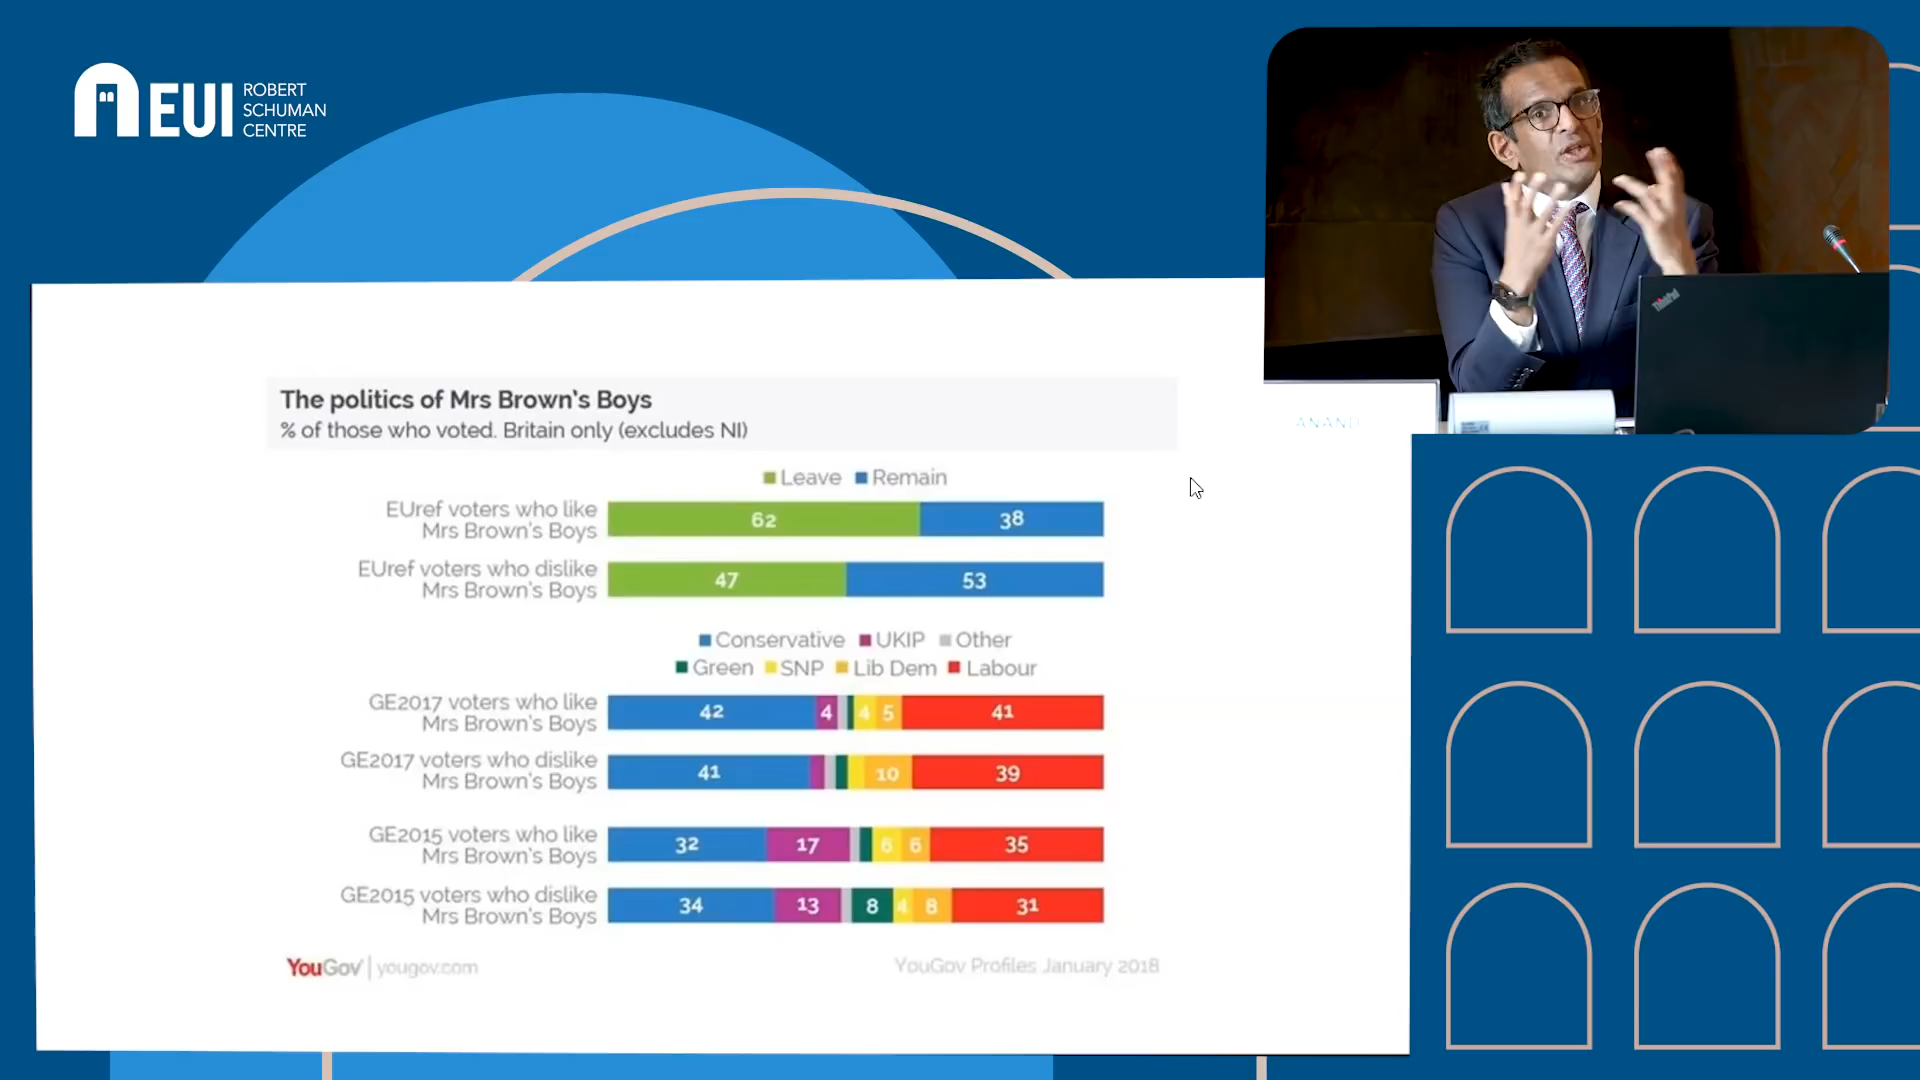 EUI
ROBERT
SCHUMAN
CENTRE
ThinkPad
ANAND
The politics of Mrs Brown's Boys
% of those who voted. Britain only (excludes NI)
Leave Remain
EUref voters who like
Mrs Brown's Boys
62 38
EUref voters who dislike
Mrs Brown's Boys
47 53
Conservative UKIP Other
Green SNP Lib Dem Labour
GE2017 voters who like
Mrs Brown's Boys
42 4 4 5 41
GE2017 voters who dislike
Mrs Brown's Boys
41 10 39
GE2015 voters who like
Mrs Brown's Boys
32 17 6 6 35
GE2015 voters who dislike
Mrs Brown's Boys
34 13 8 4 8 31
YouGov | yougov.com
YouGov Profiles January 2018